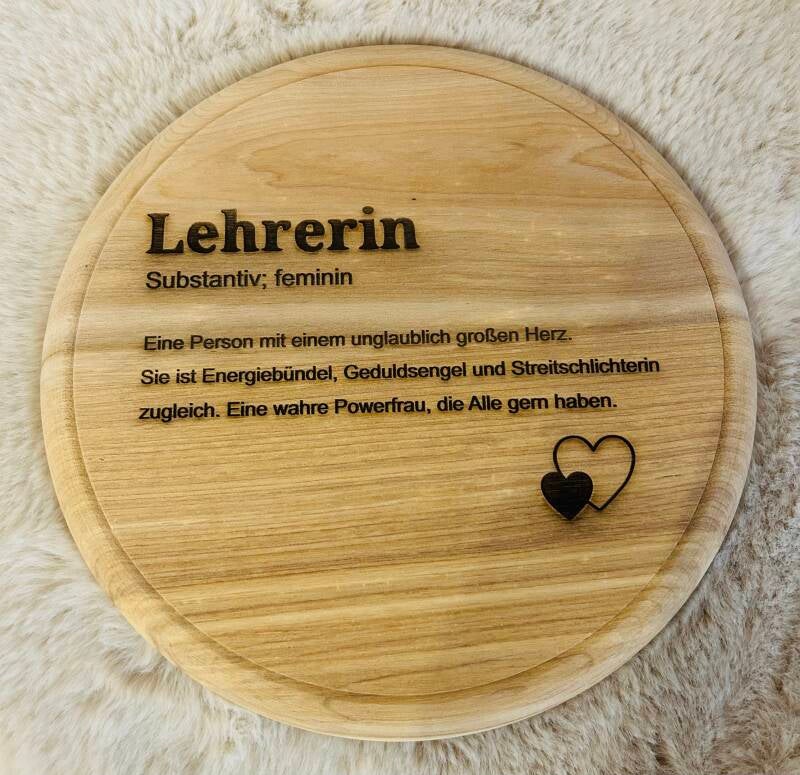 Lehrerin
Substantiv; feminin
Eine Person mit einem unglaublich großen Herz.
Sie ist Energiebündel, Geduldsengel und Streitschlichterin
zugleich. Eine wahre Powerfrau, die Alle gern haben.